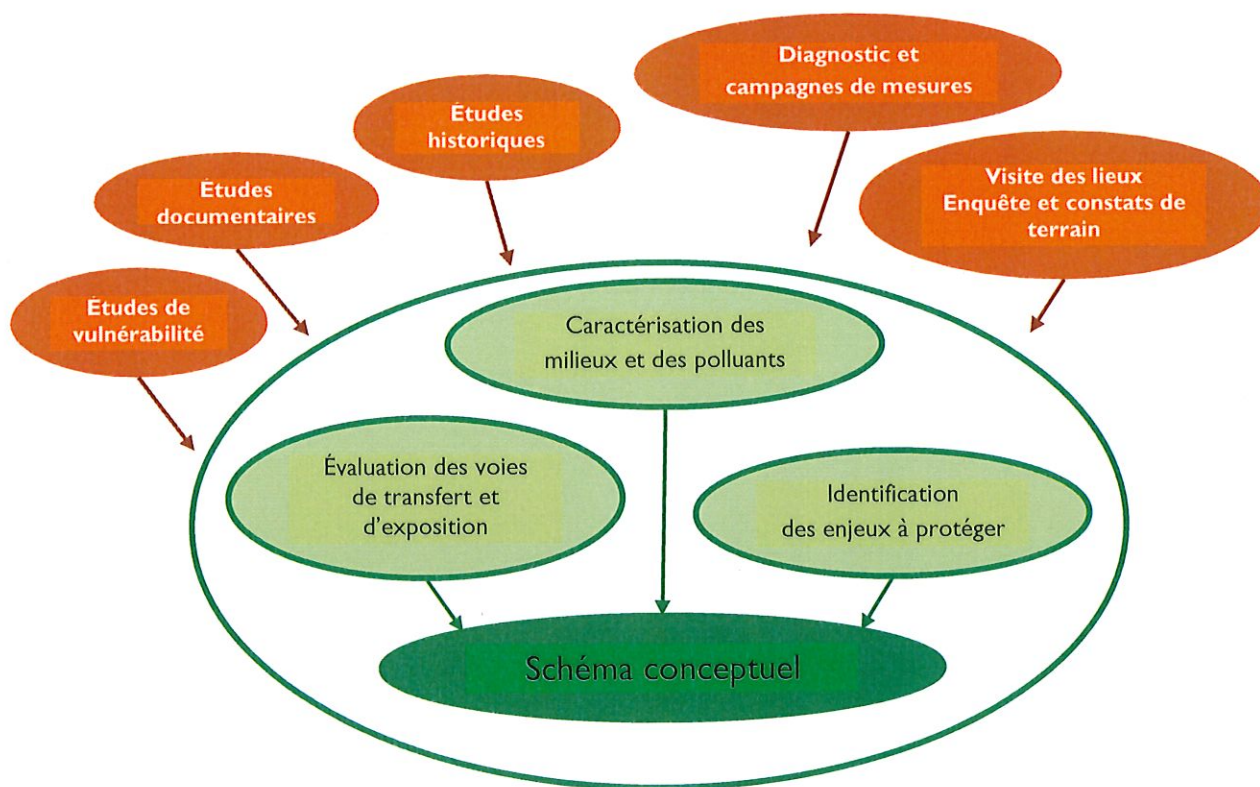 Diagnostic et
campagnes de mesures
Études
historiques
Visite des lieux
Enquête et constats de
terrain
Études
documentaires
Études de
vulnérabilité
Caractérisation des
milieux et des polluants
Évaluation des voies
de transfert et
d'exposition
Identification
des enjeux à protéger
Schéma conceptuel